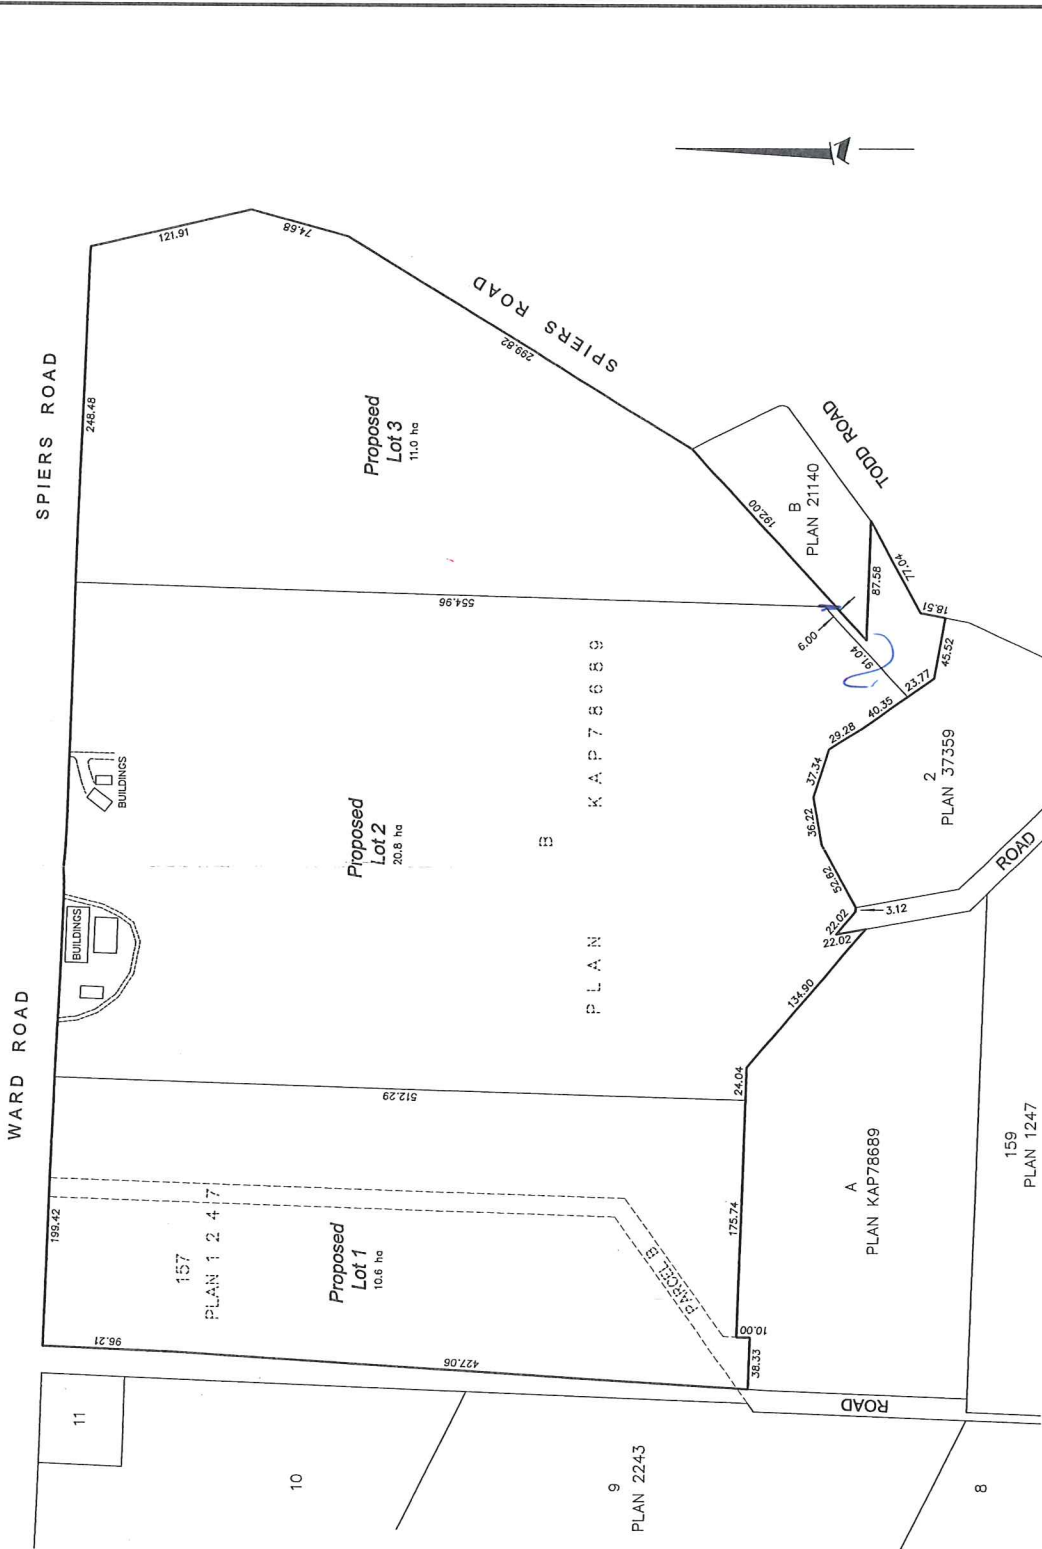 WARD ROAD
SPIERS ROAD
199.42
248.48
121.91
74.68
299.82
SPIERS ROAD
96.21
427.06
157
PLAN 1 2 4 7
Proposed
Lot 1
10.6 ha
512.29
BUILDINGS
BUILDINGS
Proposed
Lot 2
20.8 ha
B
PLAN KAP78689
554.96
Proposed
Lot 3
11.0 ha
192.00
B
PLAN 21140
TODD ROAD
87.58
77.04
18.51
45.52
23.77
6.00
91.04
40.35
29.28
37.34
36.22
52.62
3.12
22.02
22.02
134.90
24.04
175.74
10.00
38.33
PARCEL B
2
PLAN 37359
ROAD
A
PLAN KAP78689
159
PLAN 1247
ROAD
11
10
9
PLAN 2243
8